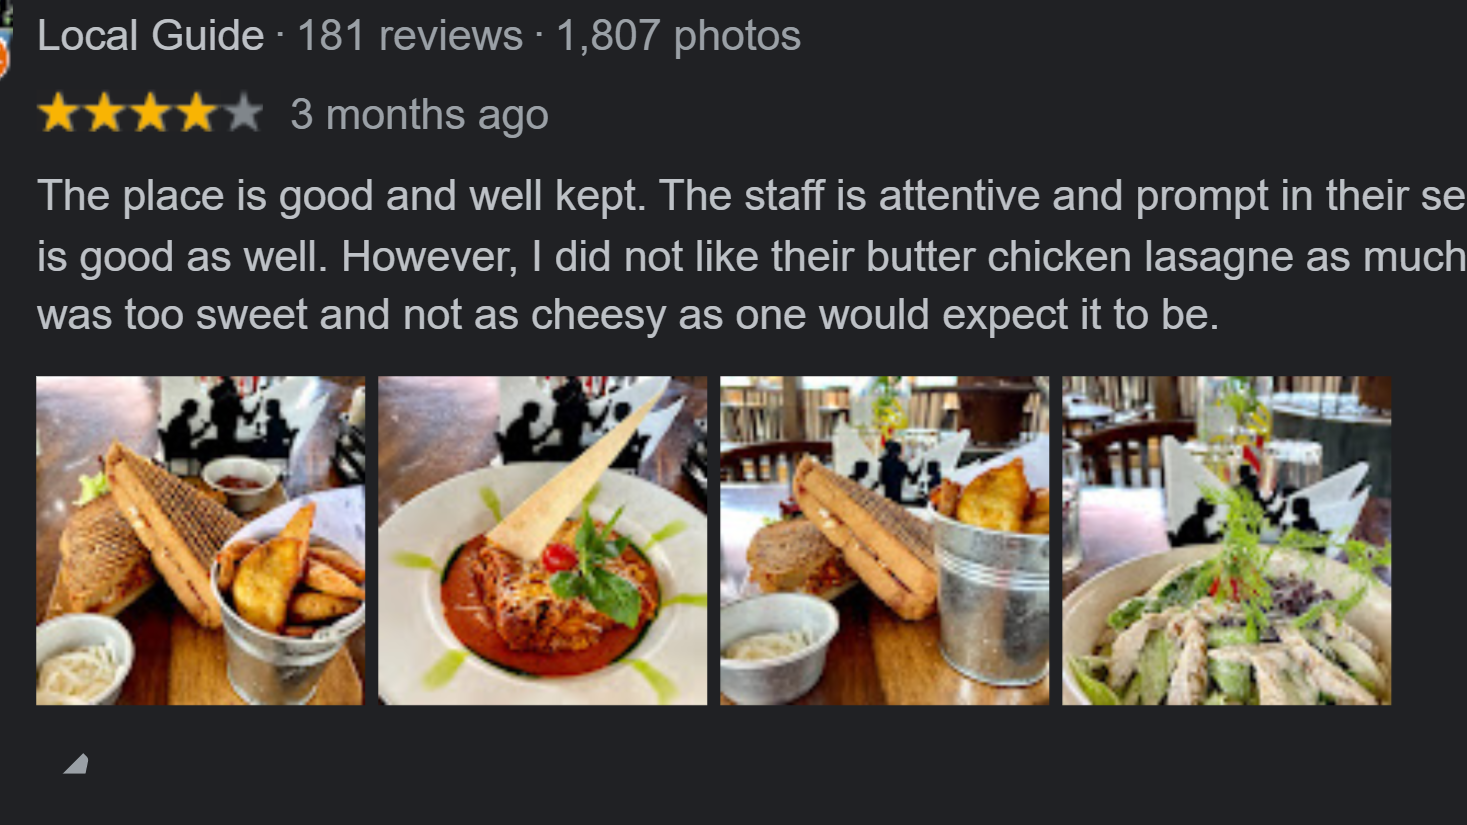 Local Guide · 181 reviews · 1,807 photos
3 months ago
The place is good and well kept. The staff is attentive and prompt in their se
is good as well. However, I did not like their butter chicken lasagne as much
was too sweet and not as cheesy as one would expect it to be.